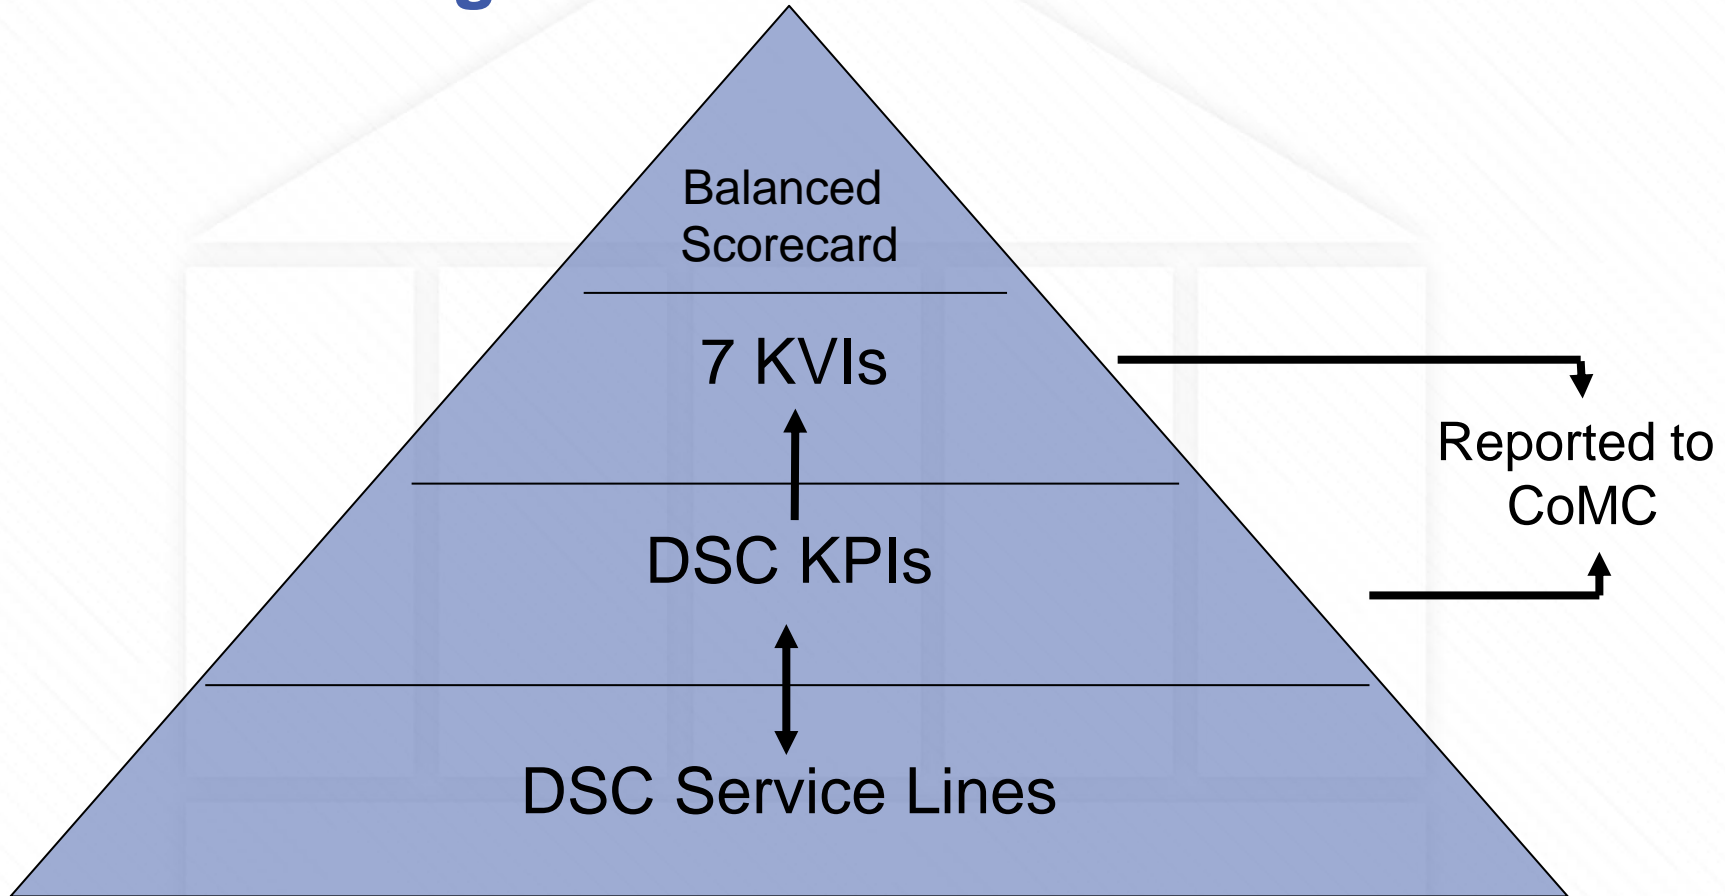 Balanced
Scorecard
7 KVIs
Reported to
CoMC
DSC KPIs
DSC Service Lines